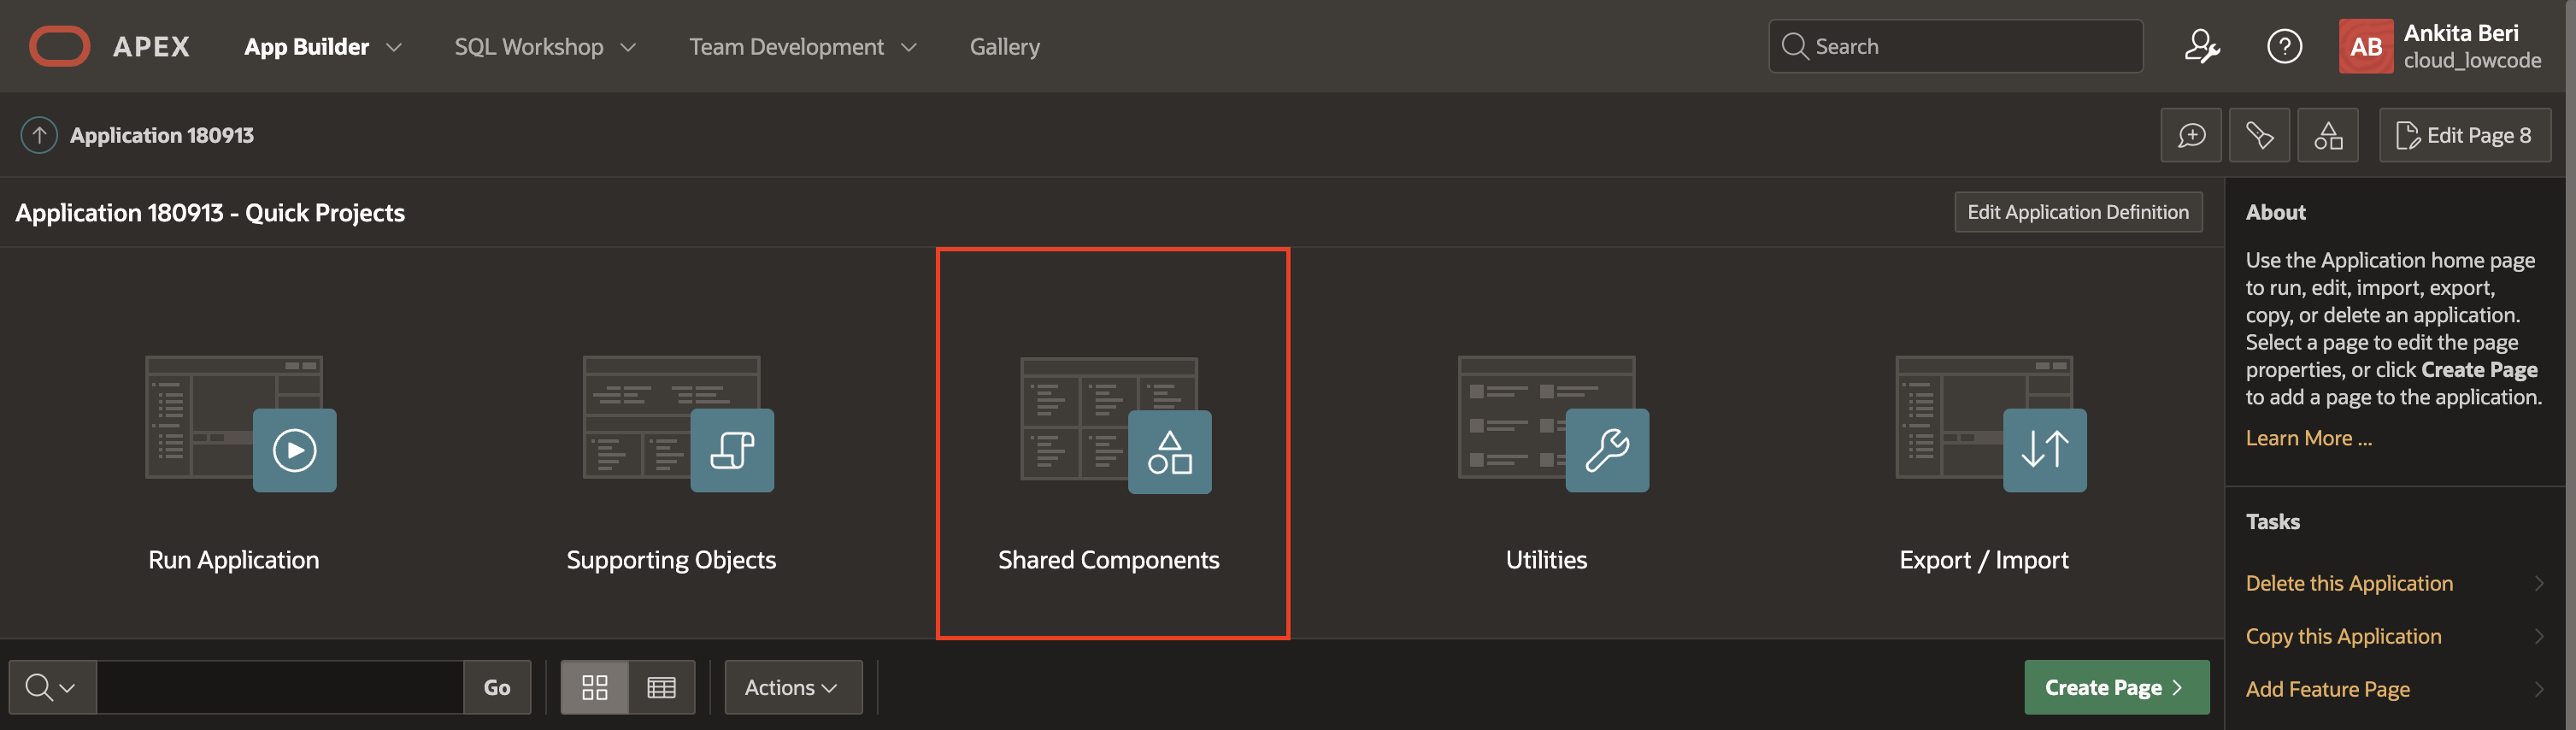 APEX
App Builder
SQL Workshop
Team Development
Gallery
Search
AB
Ankita Beri
cloud_lowcode
Application 180913
Edit Page 8
Application 180913 - Quick Projects
Edit Application Definition
Run Application
Supporting Objects
Shared Components
Utilities
Export / Import
Go
Actions
Create Page
About
Use the Application home page
to run, edit, import, export,
copy, or delete an application.
Select a page to edit the page
properties, or click Create Page
to add a page to the application.
Learn More ...
Tasks
Delete this Application
Copy this Application
Add Feature Page